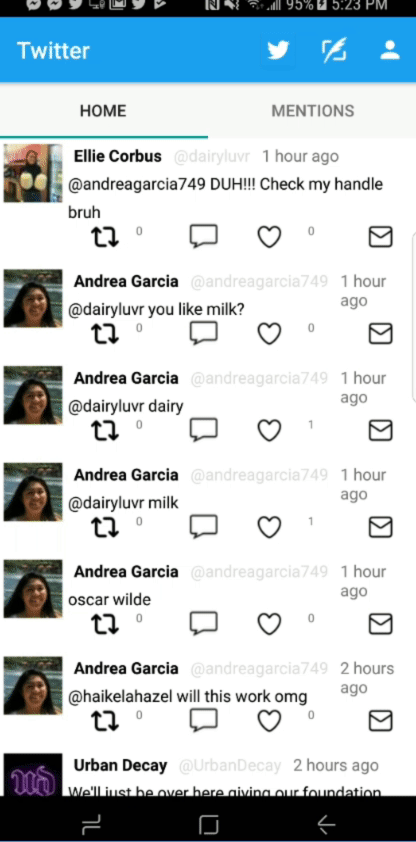 95% 5:23 PM
Twitter
HOME MENTIONS
Ellie Corbus @dairyluvr 1 hour ago
@andreagarcia749 DUH!!! Check my handle
bruh
0 0
Andrea Garcia @andreagarcia749 1 hour
ago
@dairyluvr you like milk?
0 0
Andrea Garcia @andreagarcia749 1 hour
ago
@dairyluvr dairy
0 1
Andrea Garcia @andreagarcia749 1 hour
ago
@dairyluvr milk
0 1
Andrea Garcia @andreagarcia749 1 hour
ago
oscar wilde
0 0
Andrea Garcia @andreagarcia749 2 hours
ago
@haikelahazel will this work omg
0 0
UD
Urban Decay @UrbanDecay 2 hours ago
We'll just be over here giving our foundation